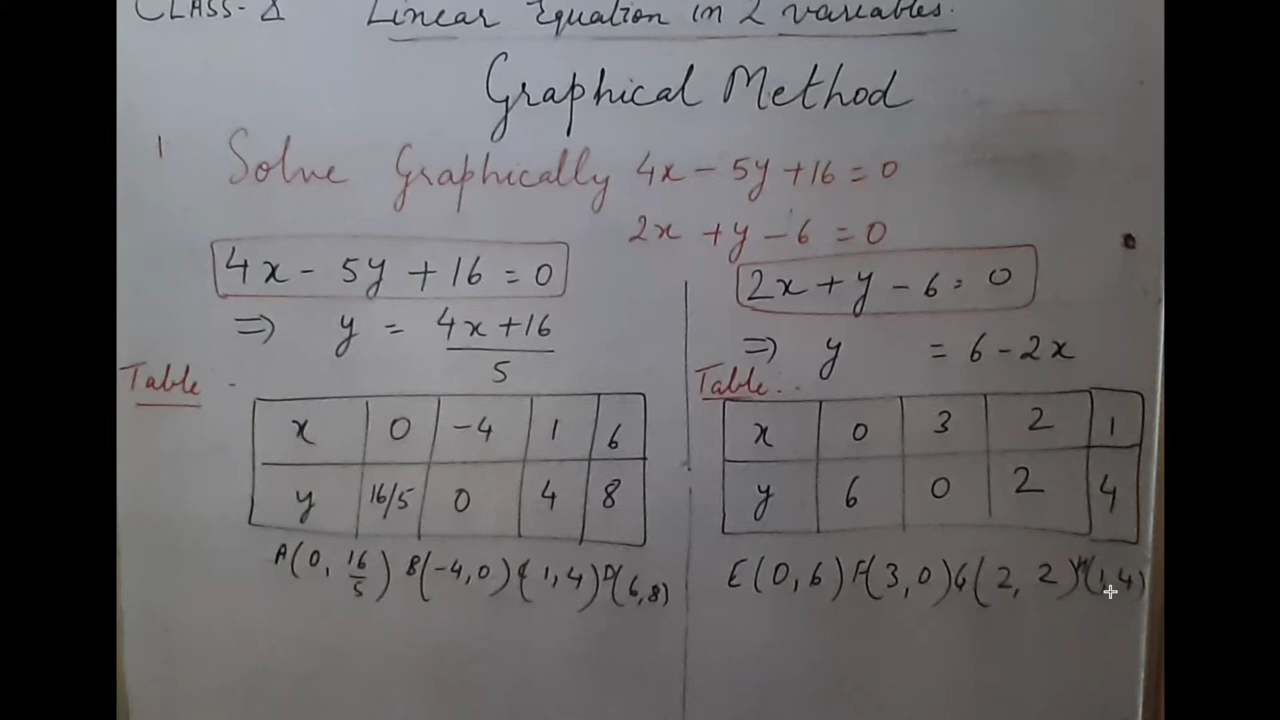 CLASS-8 Linear Equation in 2 variables.
Graphical Method
1 Solve Graphically 4x - 5y + 16 = 0
2x + y - 6 = 0
4x - 5y + 16 = 0
⇒ y = 4x + 16 / 5
Table
x 0 -4 1 6
y 16/5 0 4 8
A(0, 16/5) B(-4, 0) C(1, 4) D(6, 8)
2x + y - 6 = 0
⇒ y = 6 - 2x
Table..
x 0 3 2 1
y 6 0 2 4
E(0, 6) F(3, 0) G(2, 2) H(1, 4)